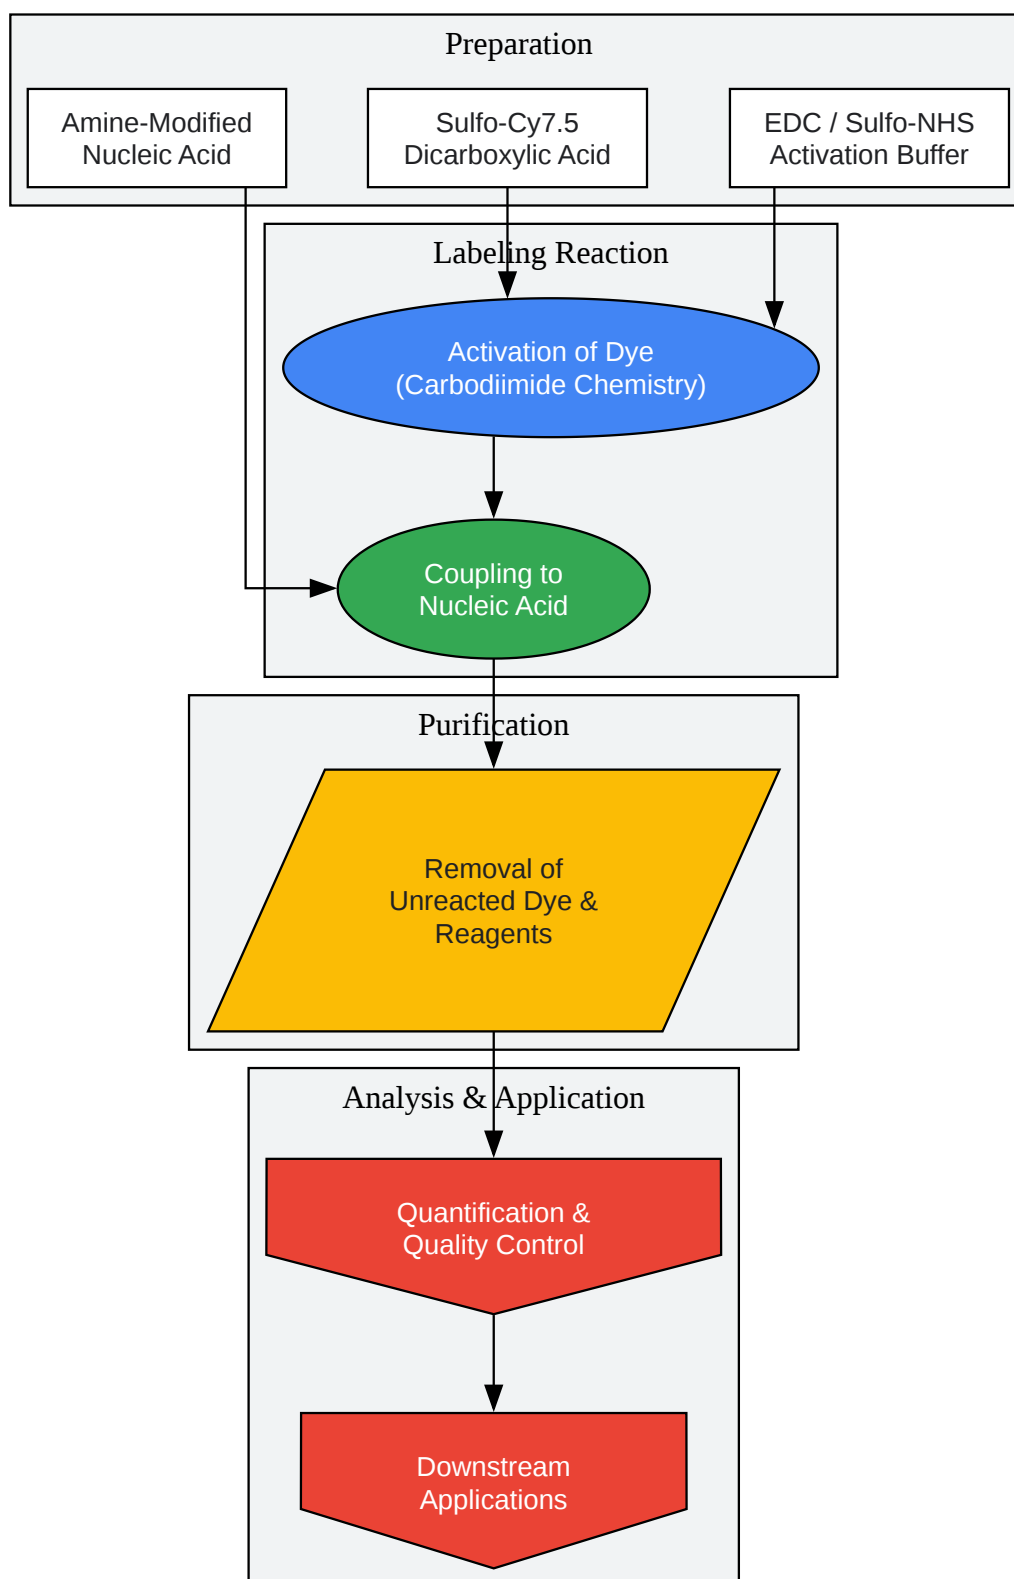 Preparation
Amine-Modified
Nucleic Acid
Sulfo-Cy7.5
Dicarboxylic Acid
EDC / Sulfo-NHS
Activation Buffer
Labeling Reaction
Activation of Dye
(Carbodiimide Chemistry)
Coupling to
Nucleic Acid
Purification
Removal of
Unreacted Dye &
Reagents
Analysis & Application
Quantification &
Quality Control
Downstream
Applications